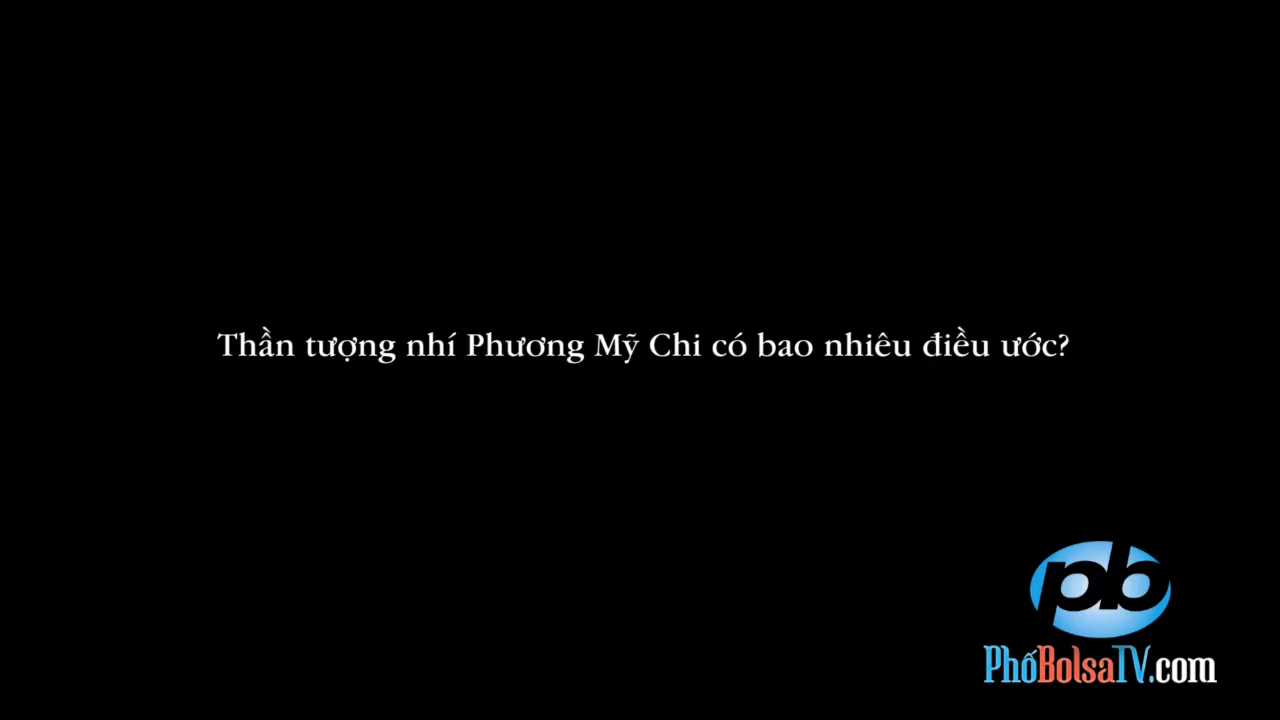 Thần tượng nhí Phương Mỹ Chi có bao nhiêu điều ước?
pb
PhốBolsaTV.com